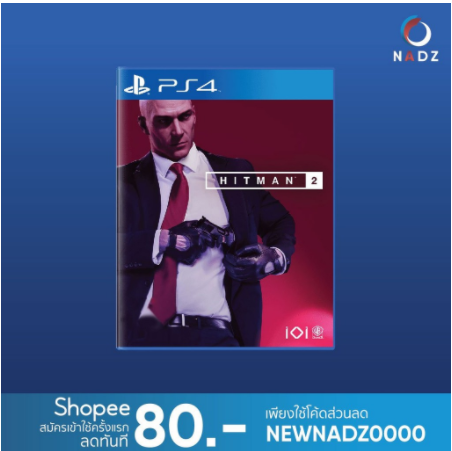 NADZ
PS4
HITMAN 2
IOI
Shopee
สมัครเข้าใช้ครั้งแรก
ลดทันที
80.-
เพียงใช้โค้ดส่วนลด
NEWNADZ0000